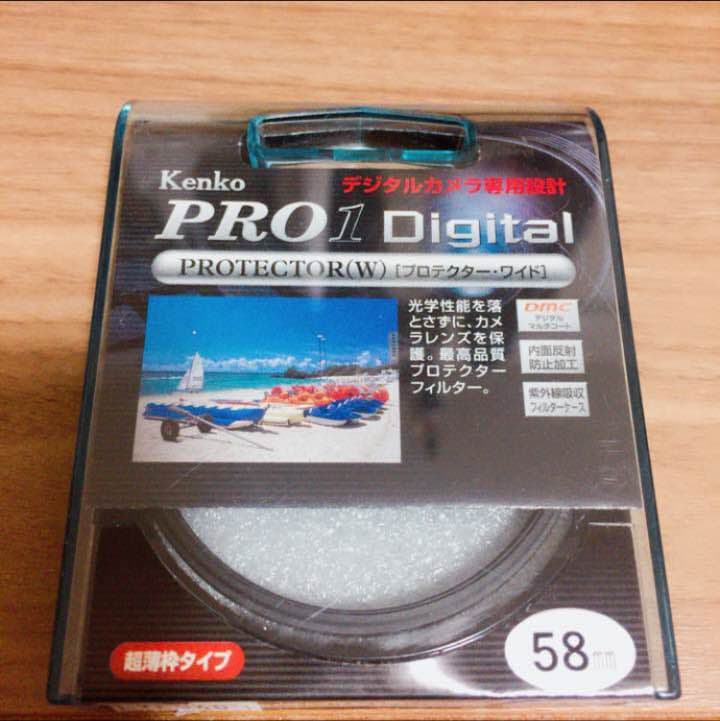 Kenko
デジタルカメラ専用設計
PRO1 Digital
PROTECTOR(W) [プロテクター・ワイド]
光学性能を落
とさずに、カメ
ラレンズを保
護。最高品質
プロテクター
フィルター。
DMC
デジタル
マルチコート
内面反射
防止加工
紫外線吸収
フィルターケース
超薄枠タイプ
58mm